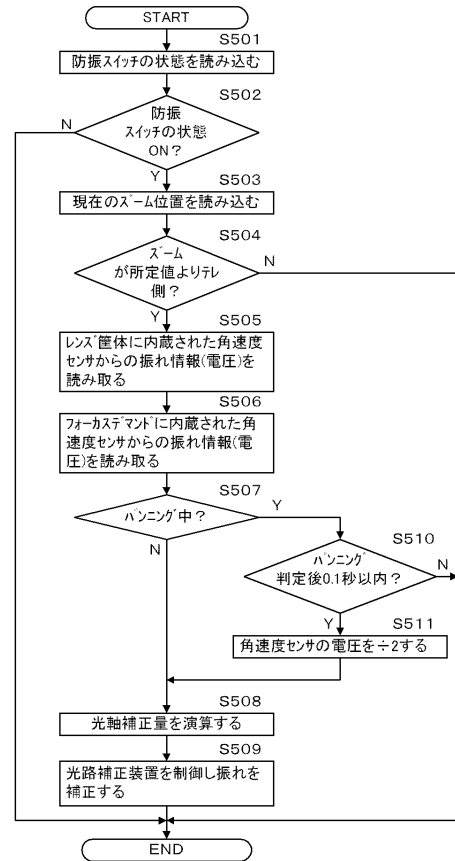 START
S501
防振スイッチの状態を読み込む
S502
防振
スイッチの状態
ON?
N
Y
S503
現在のズーム位置を読み込む
S504
ズーム
が所定値よりテレ
側?
N
Y
S505
レンズ筐体に内蔵された角速度
センサからの振れ情報(電圧)を
読み取る
S506
フォーカスデマンドに内蔵された角
速度センサからの振れ情報(電
圧)を読み取る
S507
パンニング中?
Y
N
S510
パンニング
判定後0.1秒以内?
N
Y
S511
角速度センサの電圧を÷2する
S508
光軸補正量を演算する
S509
光路補正装置を制御し振れを
補正する
END